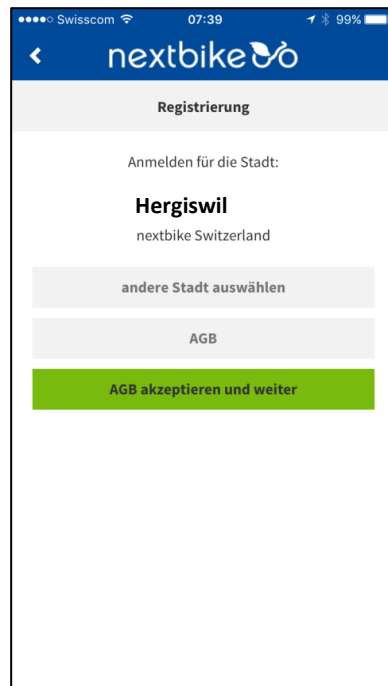 Swisscom 07:39 99%
nextbike
Registrierung
Anmelden für die Stadt:
Hergiswil
nextbike Switzerland
andere Stadt auswählen
AGB
AGB akzeptieren und weiter